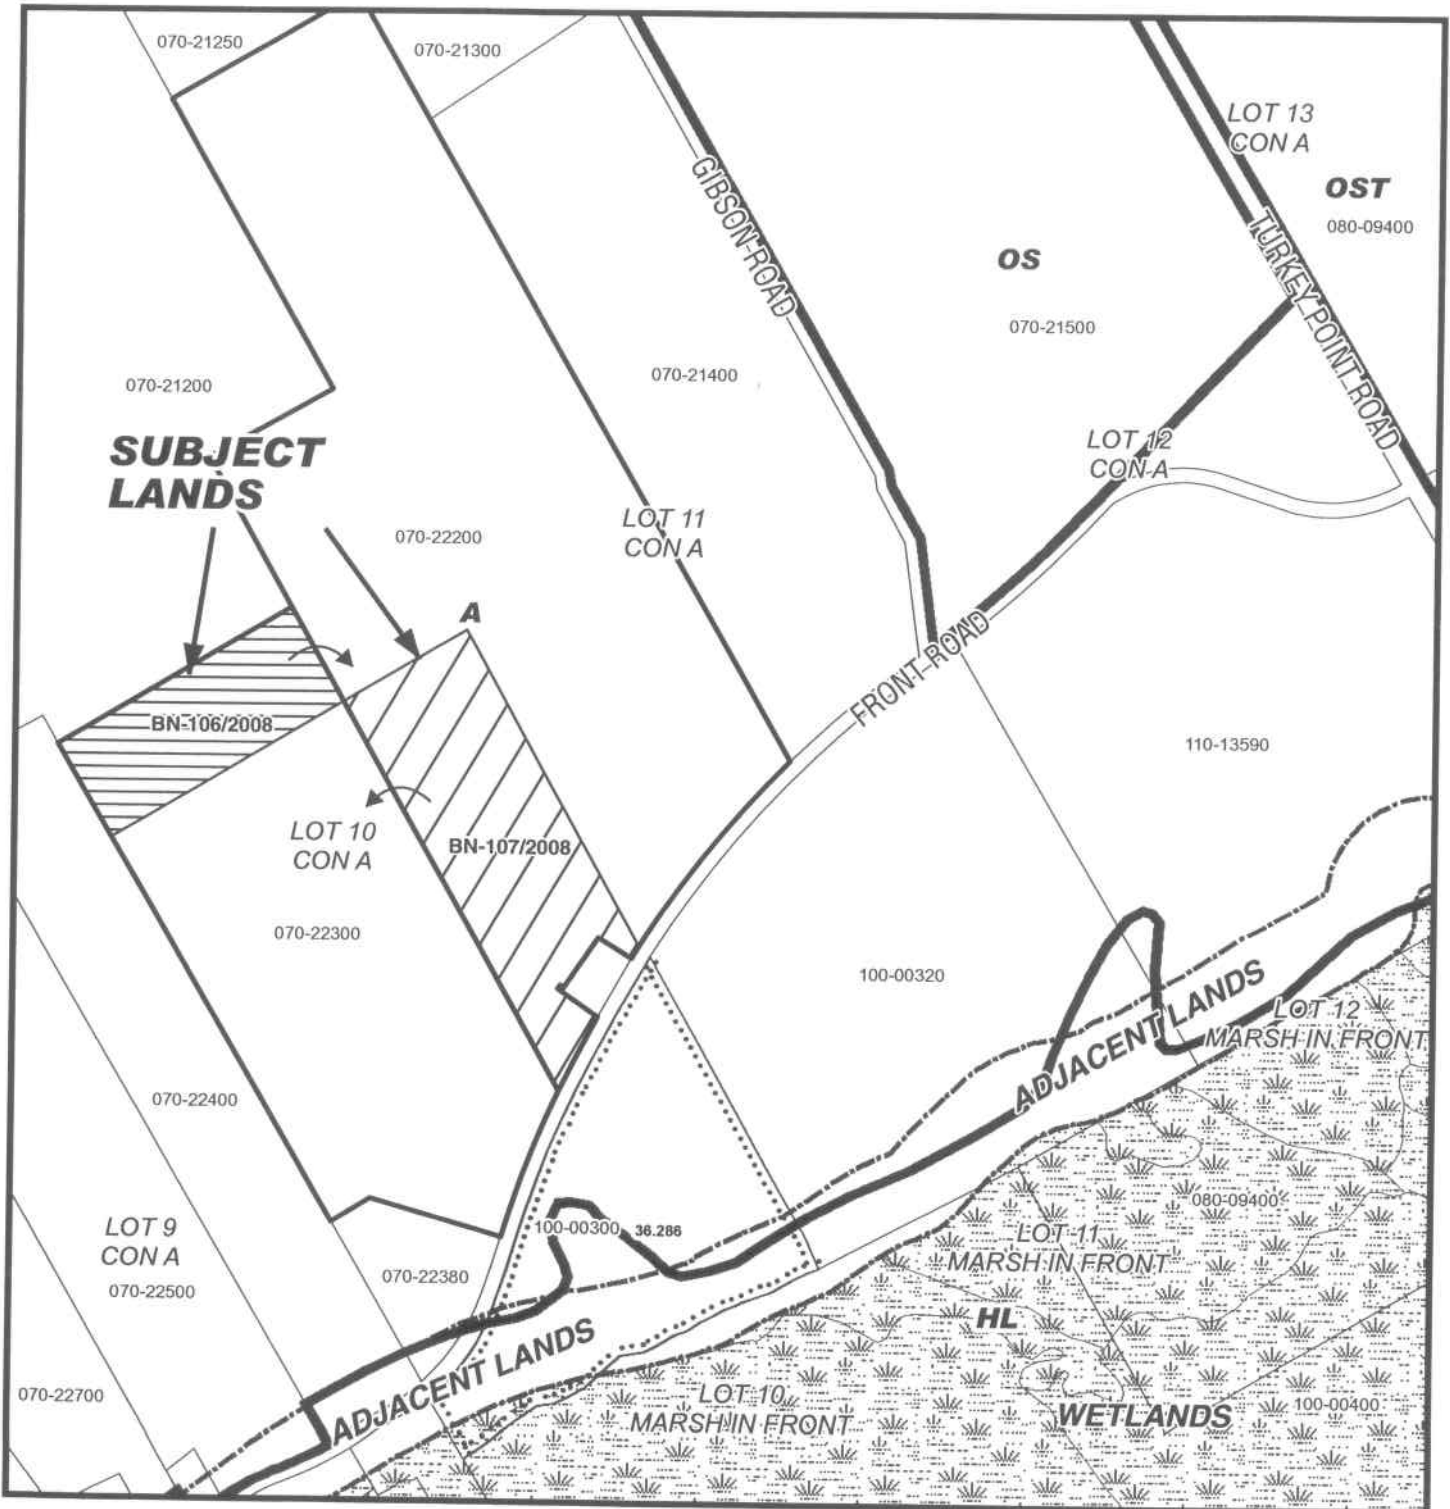 070-21250
070-21300
LOT 13
CON A
OST
080-09400
GIBSON ROAD
TURKEY POINT ROAD
OS
070-21500
070-21200
070-21400
SUBJECT
LANDS
LOT 12
CON A
070-22200
LOT 11
CON A
A
FRONT ROAD
BN-106/2008
110-13590
LOT 10
CON A
BN-107/2008
070-22300
100-00320
ADJACENT LANDS
LOT 12
MARSH IN FRONT
070-22400
080-09400
LOT 9
CON A
070-22500
100-00300
36.286
LOT 11
MARSH IN FRONT
070-22380
HL
ADJACENT LANDS
070-22700
LOT 10
MARSH IN FRONT
WETLANDS
100-00400